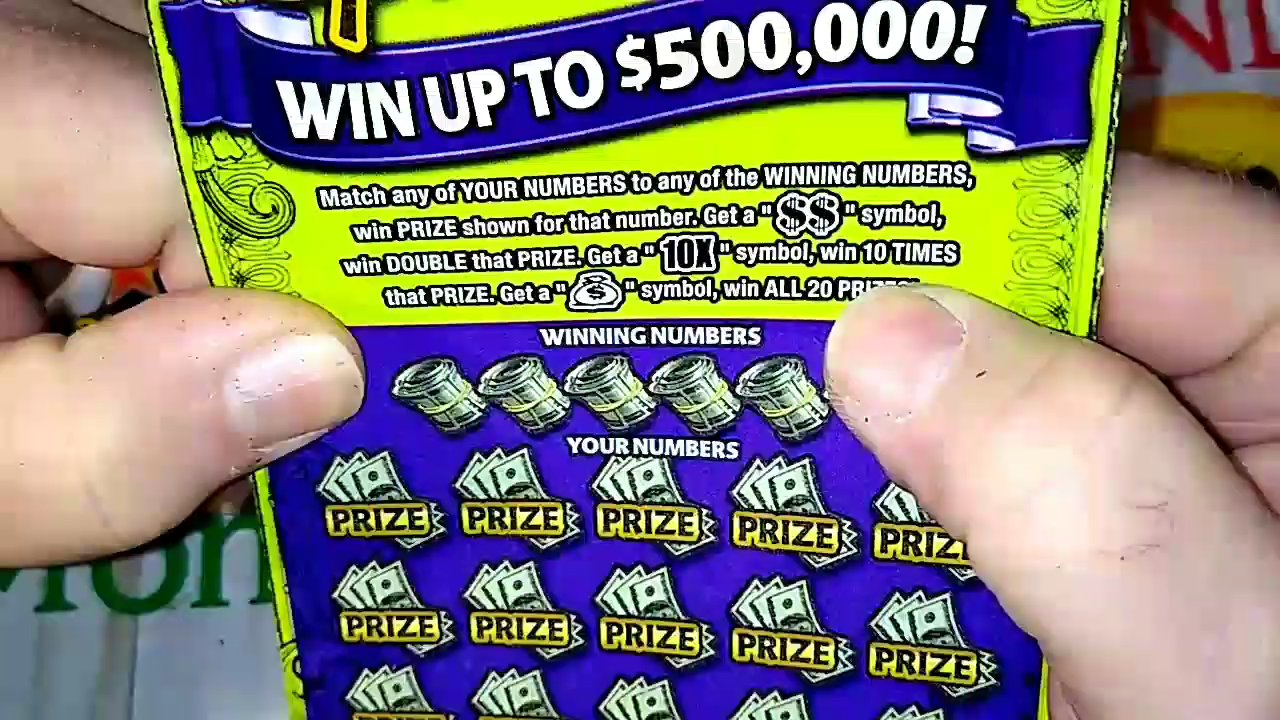 WIN UP TO $500,000!
Match any of YOUR NUMBERS to any of the WINNING NUMBERS,
win PRIZE shown for that number. Get a "$$" symbol,
win DOUBLE that PRIZE. Get a "10X" symbol, win 10 TIMES
that PRIZE. Get a "$" symbol, win ALL 20
WINNING NUMBERS
YOUR NUMBERS
PRIZE PRIZE PRIZE PRIZE
PRIZE PRIZE PRIZE PRIZE PRIZE